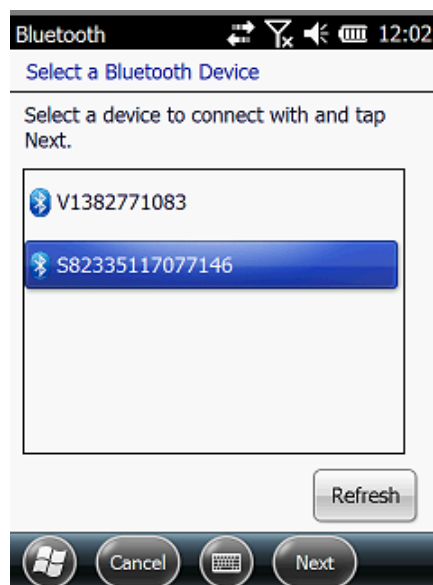 Bluetooth 12:02
Select a Bluetooth Device
Select a device to connect with and tap
Next.
V1382771083
S82335117077146
Refresh
Cancel Next